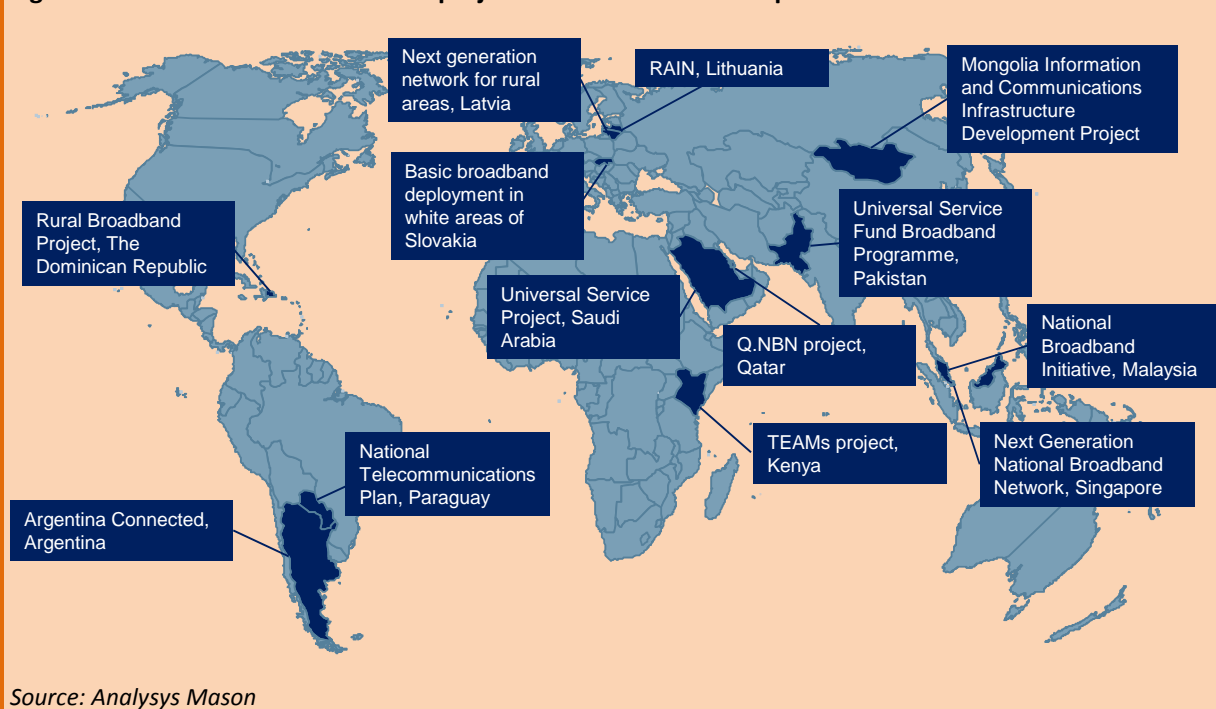 Next generation
network for rural
areas, Latvia
RAIN, Lithuania
Mongolia Information
and Communications
Infrastructure
Development Project
Basic broadband
deployment in
white areas of
Slovakia
Rural Broadband
Project, The
Dominican Republic
Universal Service
Fund Broadband
Programme,
Pakistan
Universal Service
Project, Saudi
Arabia
Q.NBN project,
Qatar
National
Broadband
Initiative, Malaysia
TEAMs project,
Kenya
Next Generation
National Broadband
Network, Singapore
National
Telecommunications
Plan, Paraguay
Argentina Connected,
Argentina
Source: Analysys Mason